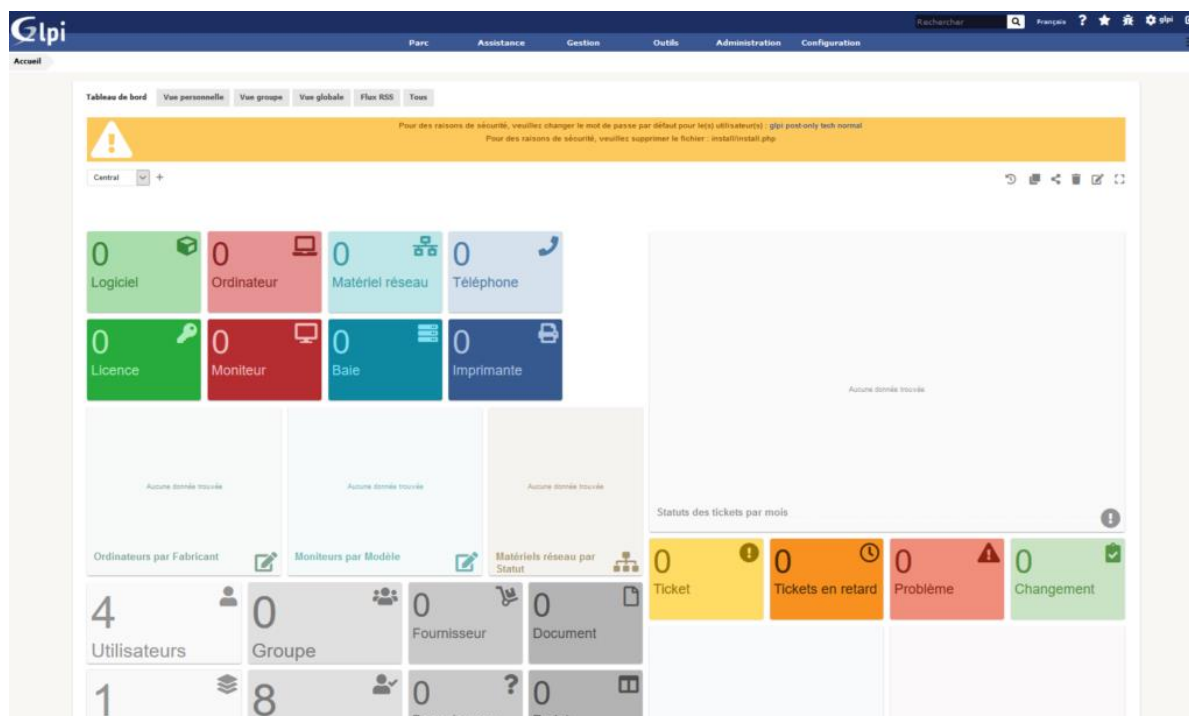 Glpi
Rechercher
Français
?
glpi
Parc Assistance Gestion Outils Administration Configuration
Accueil
Tableau de bord Vue personnelle Vue groupe Vue globale Flux RSS Tous
Pour des raisons de sécurité, veuillez changer le mot de passe par défaut pour le(s) utilisateur(s) : glpi post-only tech normal
Pour des raisons de sécurité, veuillez supprimer le fichier : install/install.php
Central
+
0
Logiciel
0
Ordinateur
0
Matériel réseau
0
Téléphone
0
Licence
0
Moniteur
0
Baie
0
Imprimante
Aucune donnée trouvée
Statuts des tickets par mois
Aucune donnée trouvée
Ordinateurs par Fabricant
Aucune donnée trouvée
Moniteurs par Modèle
Aucune donnée trouvée
Matériels réseau par
Statut
0
Ticket
0
Tickets en retard
0
Problème
0
Changement
4
Utilisateurs
0
Groupe
0
Fournisseur
0
Document
1
8
0
?
0